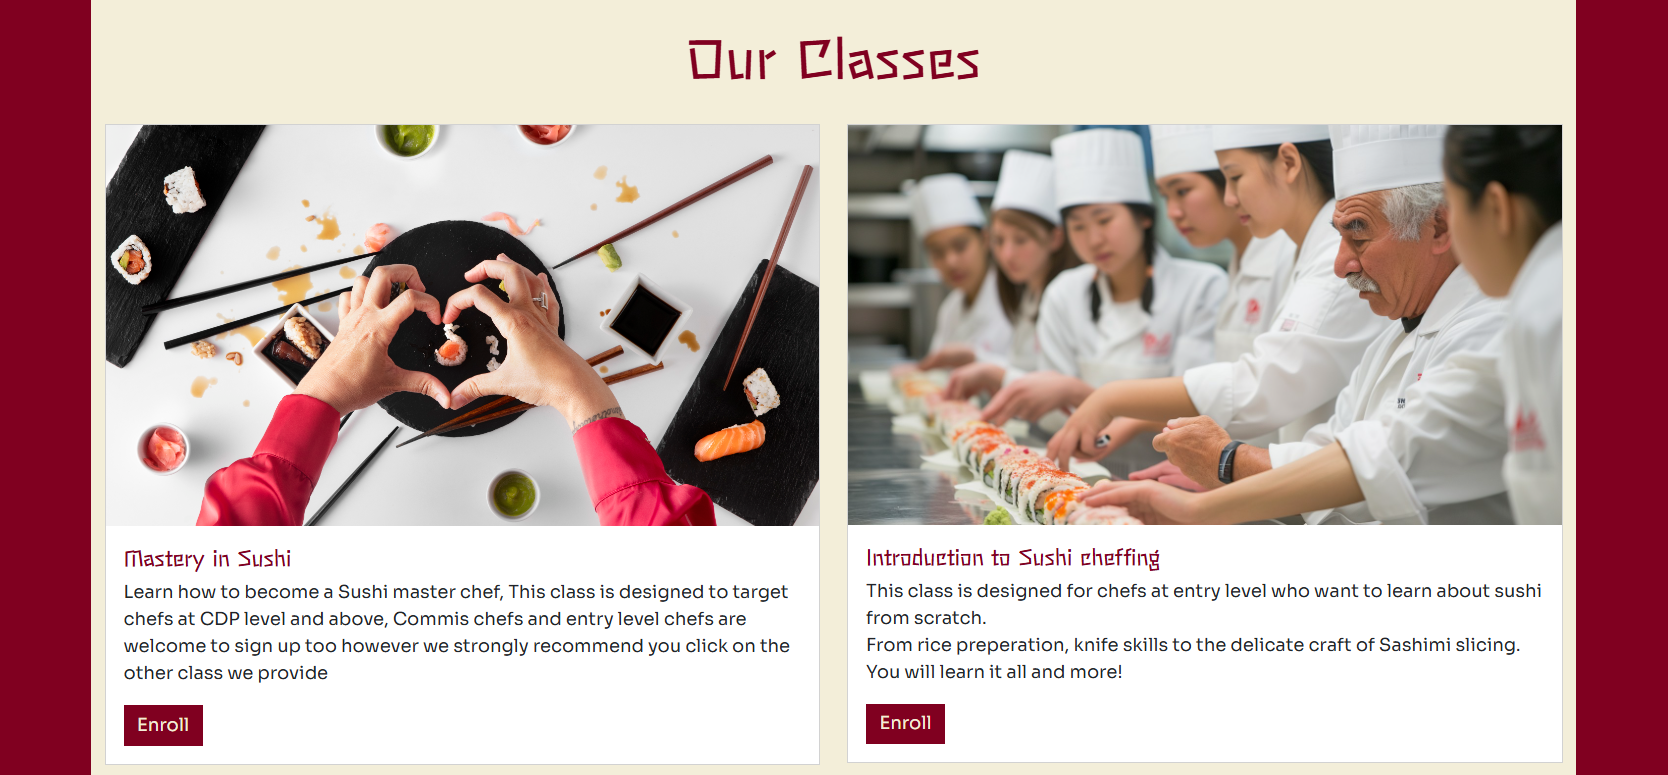 Our Classes
Mastery in Sushi
Learn how to become a Sushi master chef, This class is designed to target
chefs at CDP level and above, Commis chefs and entry level chefs are
welcome to sign up too however we strongly recommend you click on the
other class we provide
Enroll
Introduction to Sushi cheffing
This class is designed for chefs at entry level who want to learn about sushi
from scratch.
From rice preperation, knife skills to the delicate craft of Sashimi slicing.
You will learn it all and more!
Enroll